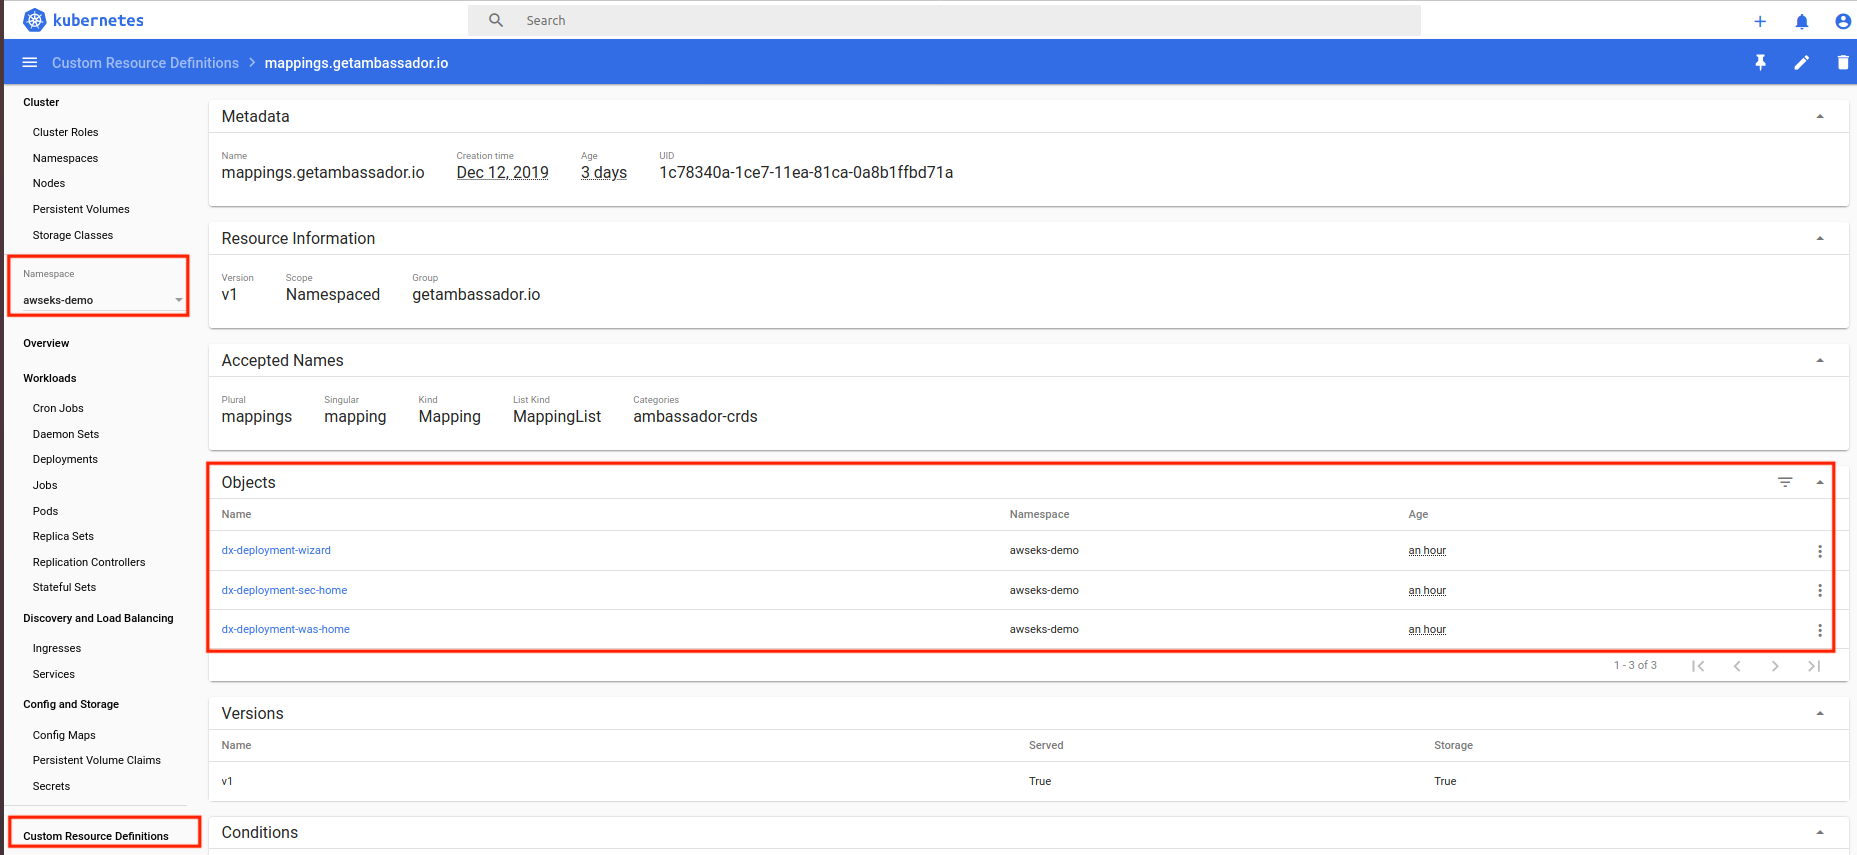 kubernetes
Search
Custom Resource Definitions > mappings.getambassador.io
Cluster
Cluster Roles
Namespaces
Nodes
Persistent Volumes
Storage Classes
Namespace
awseks-demo
Overview
Workloads
Cron Jobs
Daemon Sets
Deployments
Jobs
Pods
Replica Sets
Replication Controllers
Stateful Sets
Discovery and Load Balancing
Ingresses
Services
Config and Storage
Config Maps
Persistent Volume Claims
Secrets
Custom Resource Definitions
Metadata
Name Creation time Age UID
mappings.getambassador.io Dec 12, 2019 3 days 1c78340a-1ce7-11ea-81ca-0a8b1ffbd71a
Resource Information
Version Scope Group
v1 Namespaced getambassador.io
Accepted Names
Plural Singular Kind List Kind Categories
mappings mapping Mapping MappingList ambassador-crds
Objects
Name Namespace Age
dx-deployment-wizard awseks-demo an hour
dx-deployment-sec-home awseks-demo an hour
dx-deployment-was-home awseks-demo an hour
1 - 3 of 3
Versions
Name Served Storage
v1 True True
Conditions